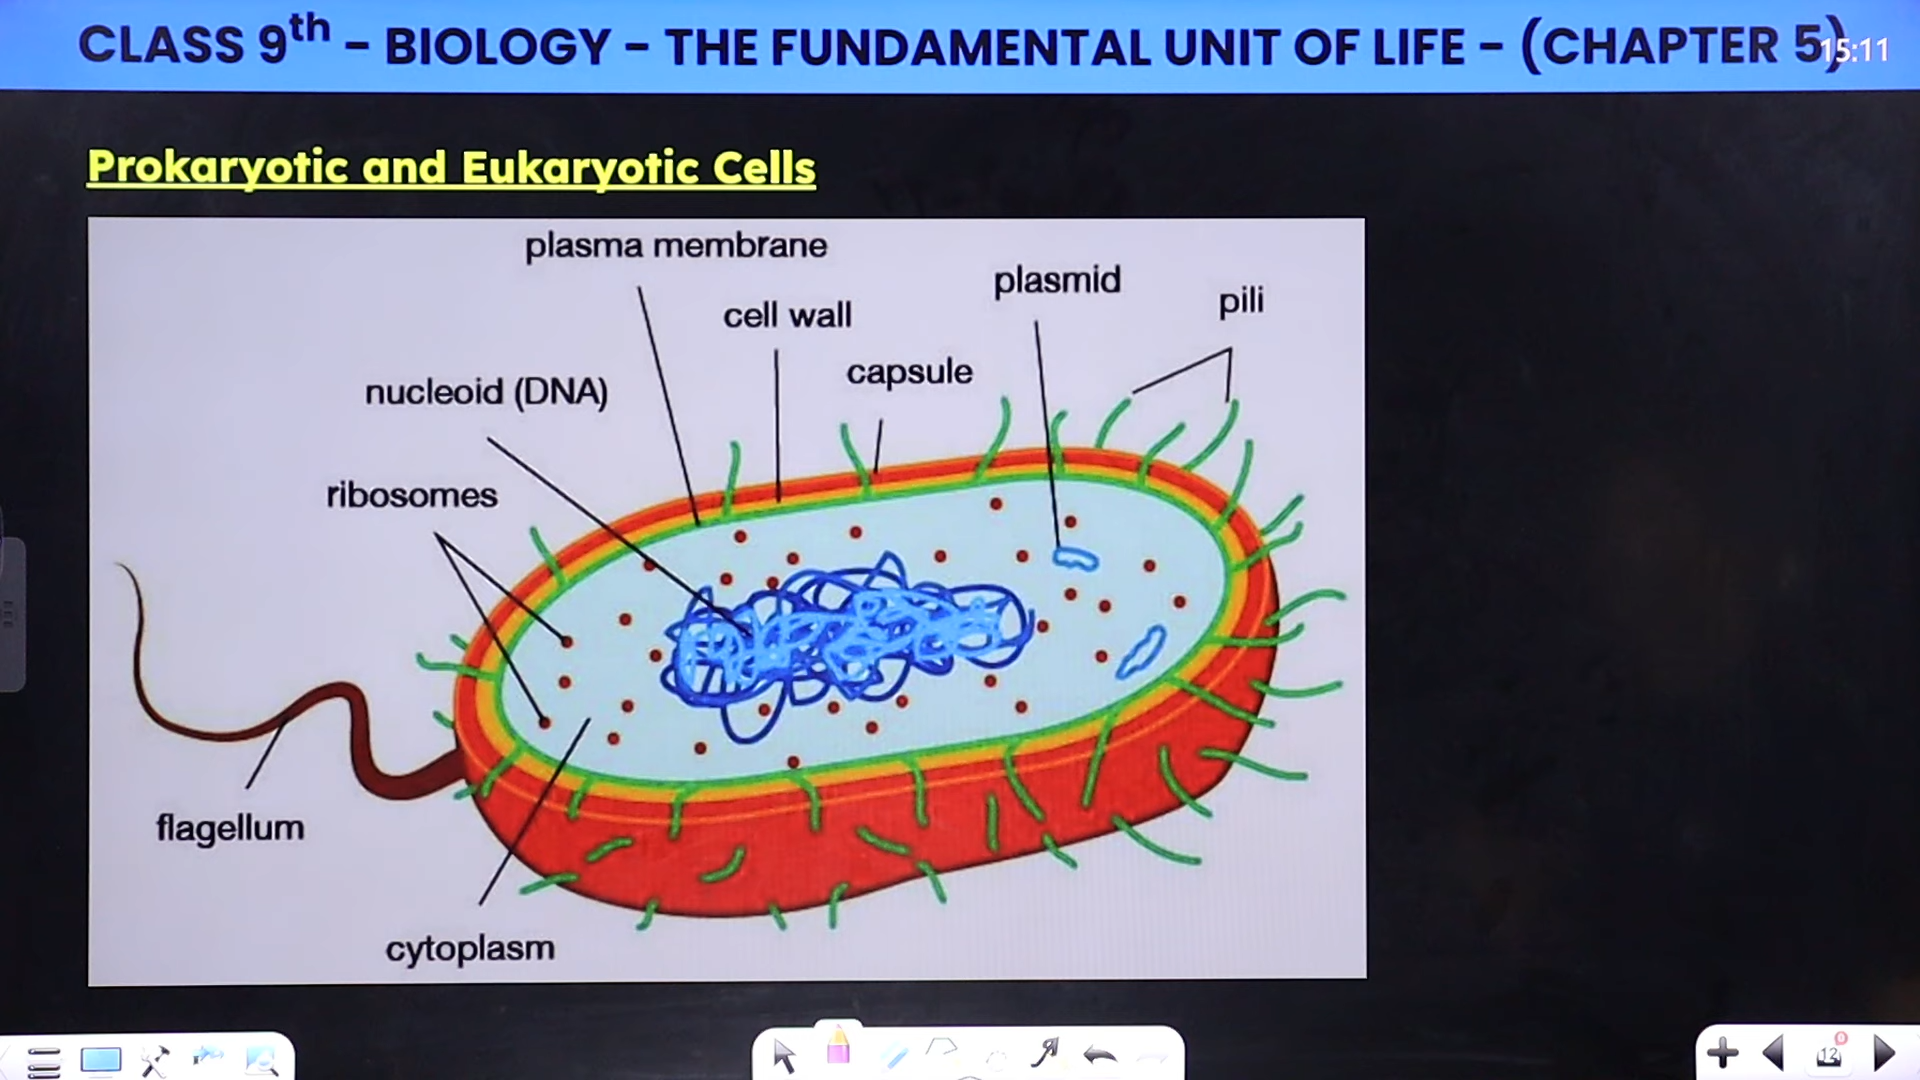 CLASS 9th - BIOLOGY - THE FUNDAMENTAL UNIT OF LIFE - (CHAPTER 5)
15:11
Prokaryotic and Eukaryotic Cells
plasma membrane
plasmid
pili
cell wall
capsule
nucleoid (DNA)
ribosomes
flagellum
cytoplasm
12